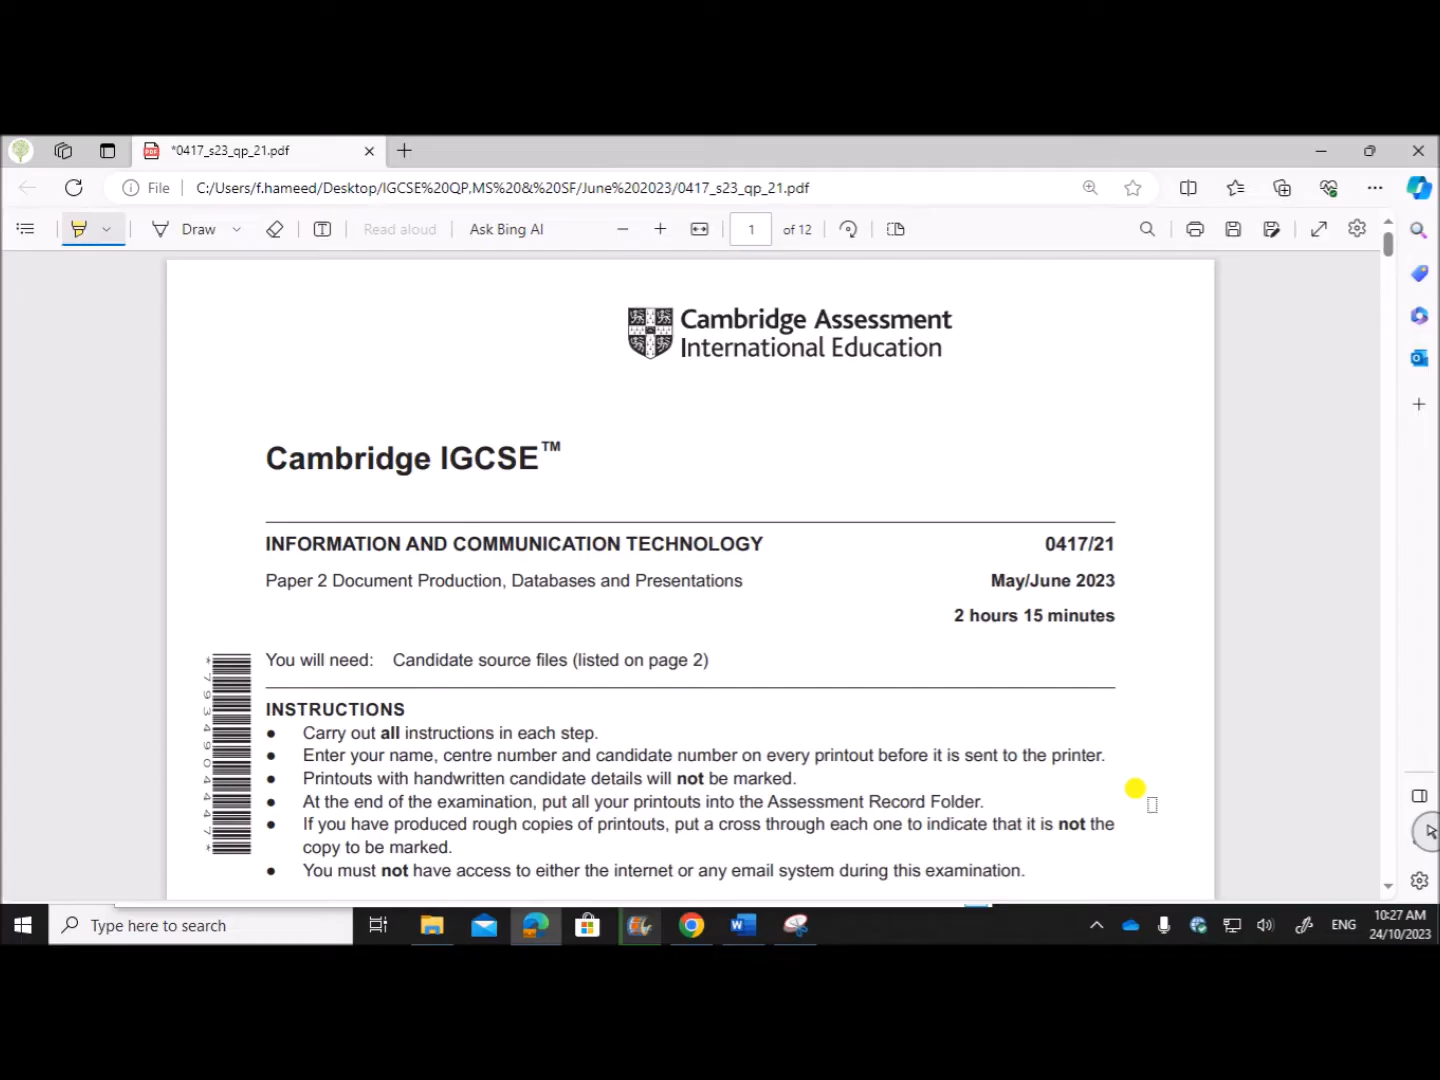 *0417_s23_qp_21.pdf
File
C:/Users/f.hameed/Desktop/IGCSE%20QP,MS%20&%20SF/June%202023/0417_s23_qp_21.pdf
Draw
Read aloud
Ask Bing AI
1 of 12
Cambridge Assessment
International Education
Cambridge IGCSE™
INFORMATION AND COMMUNICATION TECHNOLOGY 0417/21
Paper 2 Document Production, Databases and Presentations May/June 2023
2 hours 15 minutes
You will need: Candidate source files (listed on page 2)
*7934904447*
INSTRUCTIONS
● Carry out all instructions in each step.
● Enter your name, centre number and candidate number on every printout before it is sent to the printer.
● Printouts with handwritten candidate details will not be marked.
● At the end of the examination, put all your printouts into the Assessment Record Folder.
● If you have produced rough copies of printouts, put a cross through each one to indicate that it is not the
copy to be marked.
● You must not have access to either the internet or any email system during this examination.
Type here to search
ENG
10:27 AM
24/10/2023